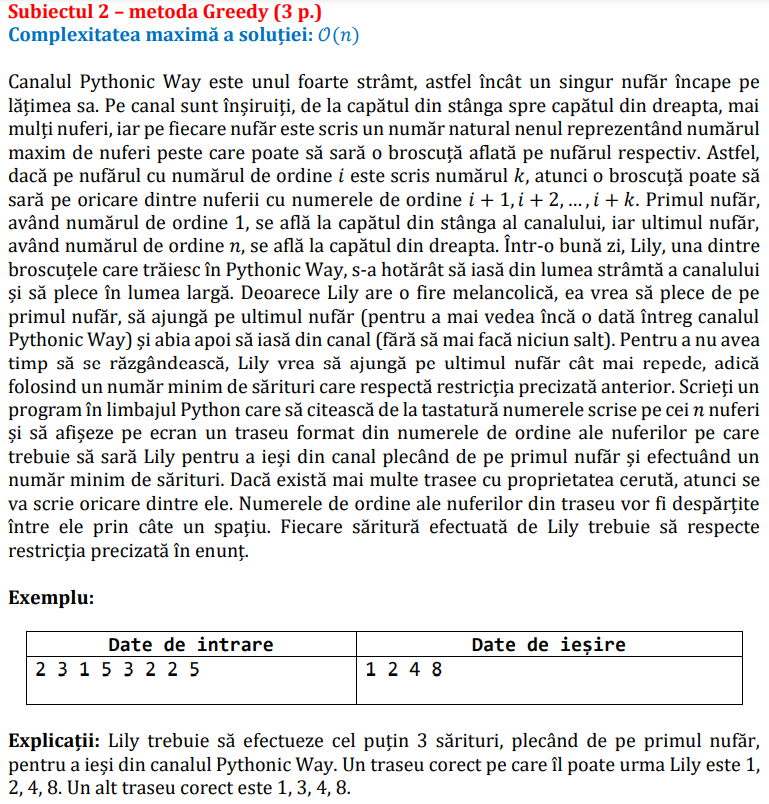 Subiectul 2 – metoda Greedy (3 p.)
Complexitatea maximă a soluției: 𝒪(𝑛)
Canalul Pythonic Way este unul foarte strâmt, astfel încât un singur nufăr încape pe
lățimea sa. Pe canal sunt înșiruiți, de la capătul din stânga spre capătul din dreapta, mai
mulți nuferi, iar pe fiecare nufăr este scris un număr natural nenul reprezentând numărul
maxim de nuferi peste care poate să sară o broscuță aflată pe nufărul respectiv. Astfel,
dacă pe nufărul cu numărul de ordine 𝑖 este scris numărul 𝑘, atunci o broscuță poate să
sară pe oricare dintre nuferii cu numerele de ordine 𝑖 + 1, 𝑖 + 2, … , 𝑖 + 𝑘. Primul nufăr,
având numărul de ordine 1, se află la capătul din stânga al canalului, iar ultimul nufăr,
având numărul de ordine 𝑛, se află la capătul din dreapta. Într-o bună zi, Lily, una dintre
broscuțele care trăiesc în Pythonic Way, s-a hotărât să iasă din lumea strâmtă a canalului
și să plece în lumea largă. Deoarece Lily are o fire melancolică, ea vrea să plece de pe
primul nufăr, să ajungă pe ultimul nufăr (pentru a mai vedea încă o dată întreg canalul
Pythonic Way) și abia apoi să iasă din canal (fără să mai facă niciun salt). Pentru a nu avea
timp să se răzgândească, Lily vrea să ajungă pe ultimul nufăr cât mai repede, adică
folosind un număr minim de sărituri care respectă restricția precizată anterior. Scrieți un
program în limbajul Python care să citească de la tastatură numerele scrise pe cei 𝑛 nuferi
și să afișeze pe ecran un traseu format din numerele de ordine ale nuferilor pe care
trebuie să sară Lily pentru a ieși din canal plecând de pe primul nufăr și efectuând un
număr minim de sărituri. Dacă există mai multe trasee cu proprietatea cerută, atunci se
va scrie oricare dintre ele. Numerele de ordine ale nuferilor din traseu vor fi despărțite
între ele prin câte un spațiu. Fiecare săritură efectuată de Lily trebuie să respecte
restricția precizată în enunț.
Exemplu:
Date de intrare Date de ieșire
2 3 1 5 3 2 2 5 1 2 4 8
Explicații: Lily trebuie să efectueze cel puțin 3 sărituri, plecând de pe primul nufăr,
pentru a ieși din canalul Pythonic Way. Un traseu corect pe care îl poate urma Lily este 1,
2, 4, 8. Un alt traseu corect este 1, 3, 4, 8.